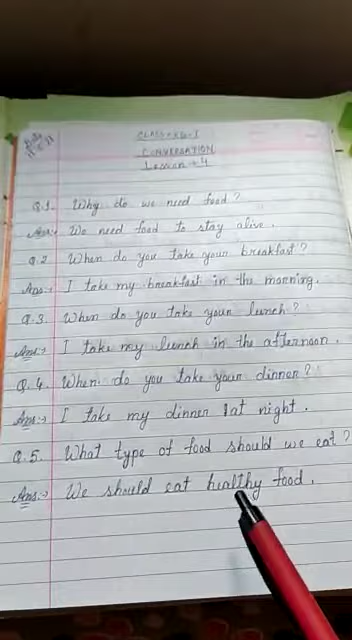 CLASS - KG-I
CONVERSATION
Lesson - 4
Q.1. Why do we need food?
Ans:- We need food to stay alive.
Q.2 When do you take your breakfast?
Ans:- I take my breakfast in the morning.
Q.3. When do you take your lunch?
Ans:- I take my lunch in the afternoon.
Q.4. When do you take your dinner?
Ans:- I take my dinner at night.
Q.5. What type of food should we eat?
Ans:- We should eat healthy food.